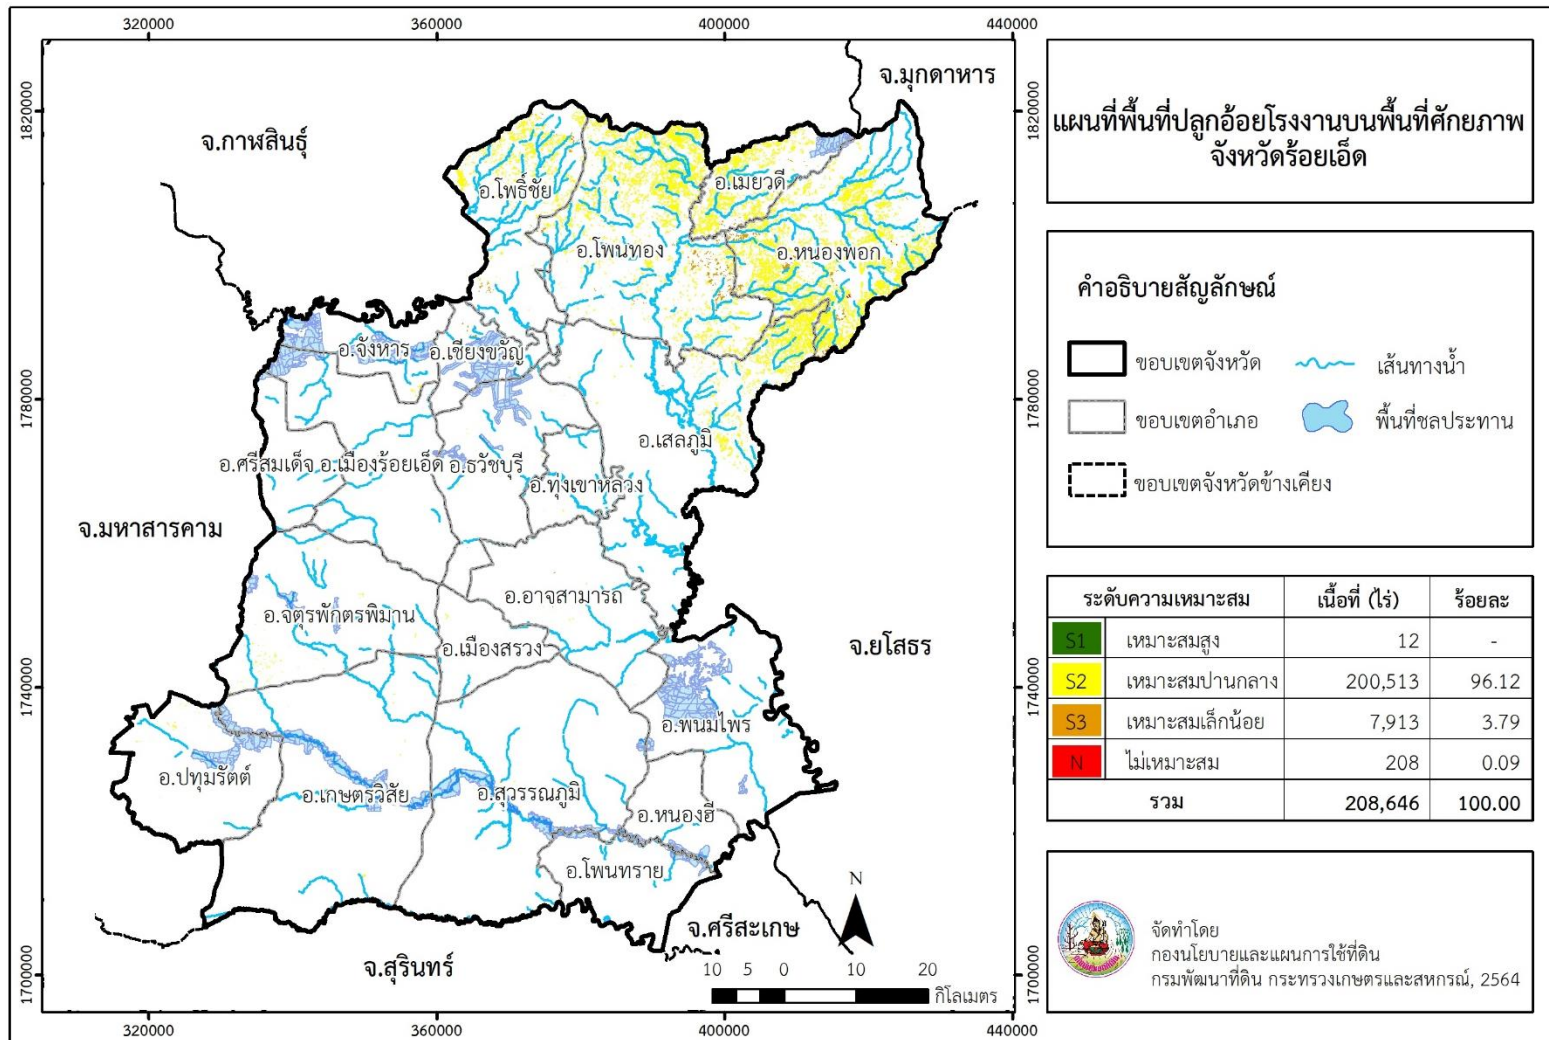 320000
360000
400000
440000
1820000
1780000
1740000
1700000
จ.มุกดาหาร
จ.กาฬสินธุ์
อ.เมยวดี
อ.โพธิ์ชัย
อ.โพนทอง
อ.หนองพอก
อ.จังหาร
อ.เชียงขวัญ
อ.เสลภูมิ
อ.ศรีสมเด็จ
อ.เมืองร้อยเอ็ด
อ.ธวัชบุรี
อ.ทุ่งเขาหลวง
จ.มหาสารคาม
อ.อาจสามารถ
อ.จตุรพักตรพิมาน
อ.เมืองสรวง
จ.ยโสธร
อ.พนมไพร
อ.ปทุมรัตต์
อ.เกษตรวิสัย
อ.สุวรรณภูมิ
อ.หนองฮี
อ.โพนทราย
จ.ศรีสะเกษ
จ.สุรินทร์
N
10 5 0 10 20
กิโลเมตร
320000
360000
400000
440000
1820000
1780000
1740000
1700000
แผนที่พื้นที่ปลูกอ้อยโรงงานบนพื้นที่ศักยภาพ
จังหวัดร้อยเอ็ด
คำอธิบายสัญลักษณ์
ขอบเขตจังหวัด
เส้นทางน้ำ
ขอบเขตอำเภอ
พื้นที่ชลประทาน
ขอบเขตจังหวัดข้างเคียง
ระดับความเหมาะสม เนื้อที่ (ไร่) ร้อยละ
S1 เหมาะสมสูง 12 -
S2 เหมาะสมปานกลาง 200,513 96.12
S3 เหมาะสมเล็กน้อย 7,913 3.79
N ไม่เหมาะสม 208 0.09
รวม 208,646 100.00
จัดทำโดย
กองนโยบายและแผนการใช้ที่ดิน
กรมพัฒนาที่ดิน กระทรวงเกษตรและสหกรณ์, 2564